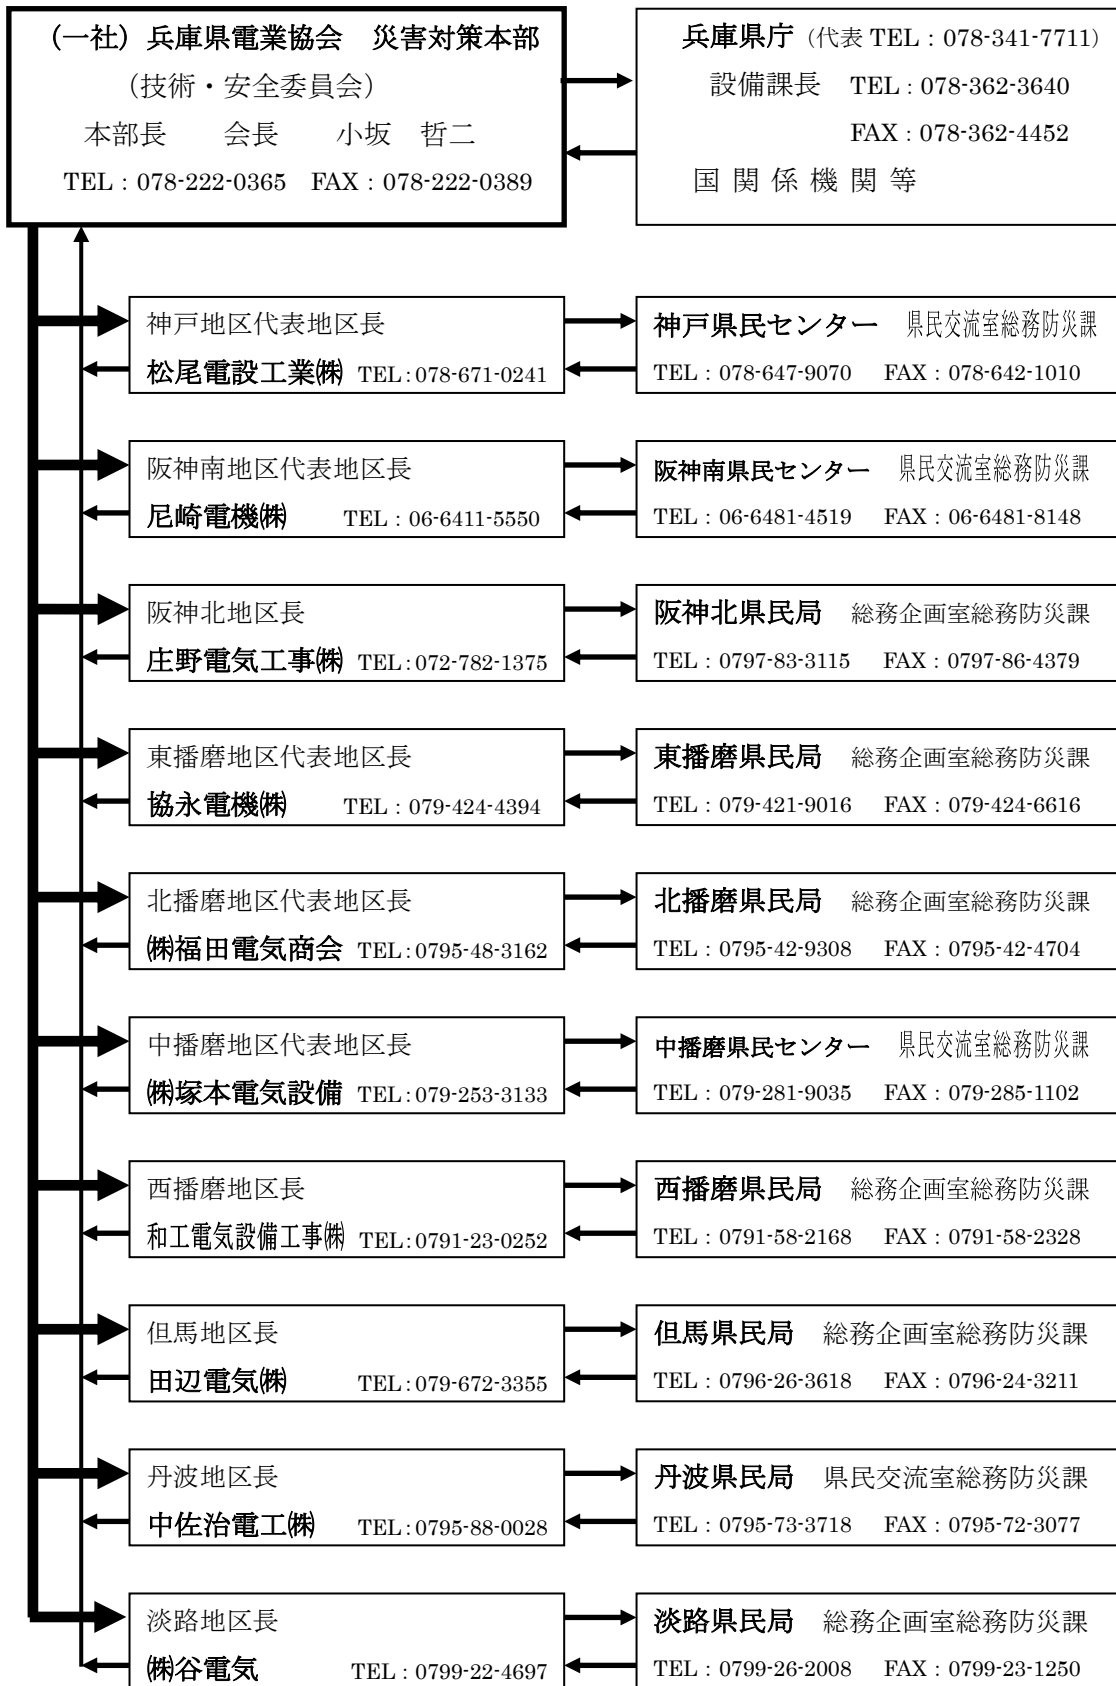 （一社）兵庫県電業協会　災害対策本部
（技術・安全委員会）
本部長　会長　小坂　哲二
TEL：078-222-0365　FAX：078-222-0389
兵庫県庁（代表 TEL：078-341-7711）
設備課長　TEL：078-362-3640
FAX：078-362-4452
国関係機関等
神戸地区代表地区長
松尾電設工業㈱ TEL:078-671-0241
神戸県民センター　県民交流室総務防災課
TEL：078-647-9070　FAX：078-642-1010
阪神南地区代表地区長
尼崎電機㈱　TEL：06-6411-5550
阪神南県民センター　県民交流室総務防災課
TEL：06-6481-4519　FAX：06-6481-8148
阪神北地区長
庄野電気工事㈱ TEL:072-782-1375
阪神北県民局　総務企画室総務防災課
TEL：0797-83-3115　FAX：0797-86-4379
東播磨地区代表地区長
協永電機㈱　TEL：079-424-4394
東播磨県民局　総務企画室総務防災課
TEL：079-421-9016　FAX：079-424-6616
北播磨地区代表地区長
㈱福田電気商会 TEL:0795-48-3162
北播磨県民局　総務企画室総務防災課
TEL：0795-42-9308　FAX：0795-42-4704
中播磨地区代表地区長
㈱塚本電気設備 TEL:079-253-3133
中播磨県民センター　県民交流室総務防災課
TEL：079-281-9035　FAX：079-285-1102
西播磨地区長
和工電気設備工事㈱ TEL:0791-23-0252
西播磨県民局　総務企画室総務防災課
TEL：0791-58-2168　FAX：0791-58-2328
但馬地区長
田辺電気㈱　TEL:079-672-3355
但馬県民局　総務企画室総務防災課
TEL：0796-26-3618　FAX：0796-24-3211
丹波地区長
中佐治電工㈱　TEL:0795-88-0028
丹波県民局　県民交流室総務防災課
TEL：0795-73-3718　FAX：0795-72-3077
淡路地区長
㈱谷電気　TEL：0799-22-4697
淡路県民局　総務企画室総務防災課
TEL：0799-26-2008　FAX：0799-23-1250